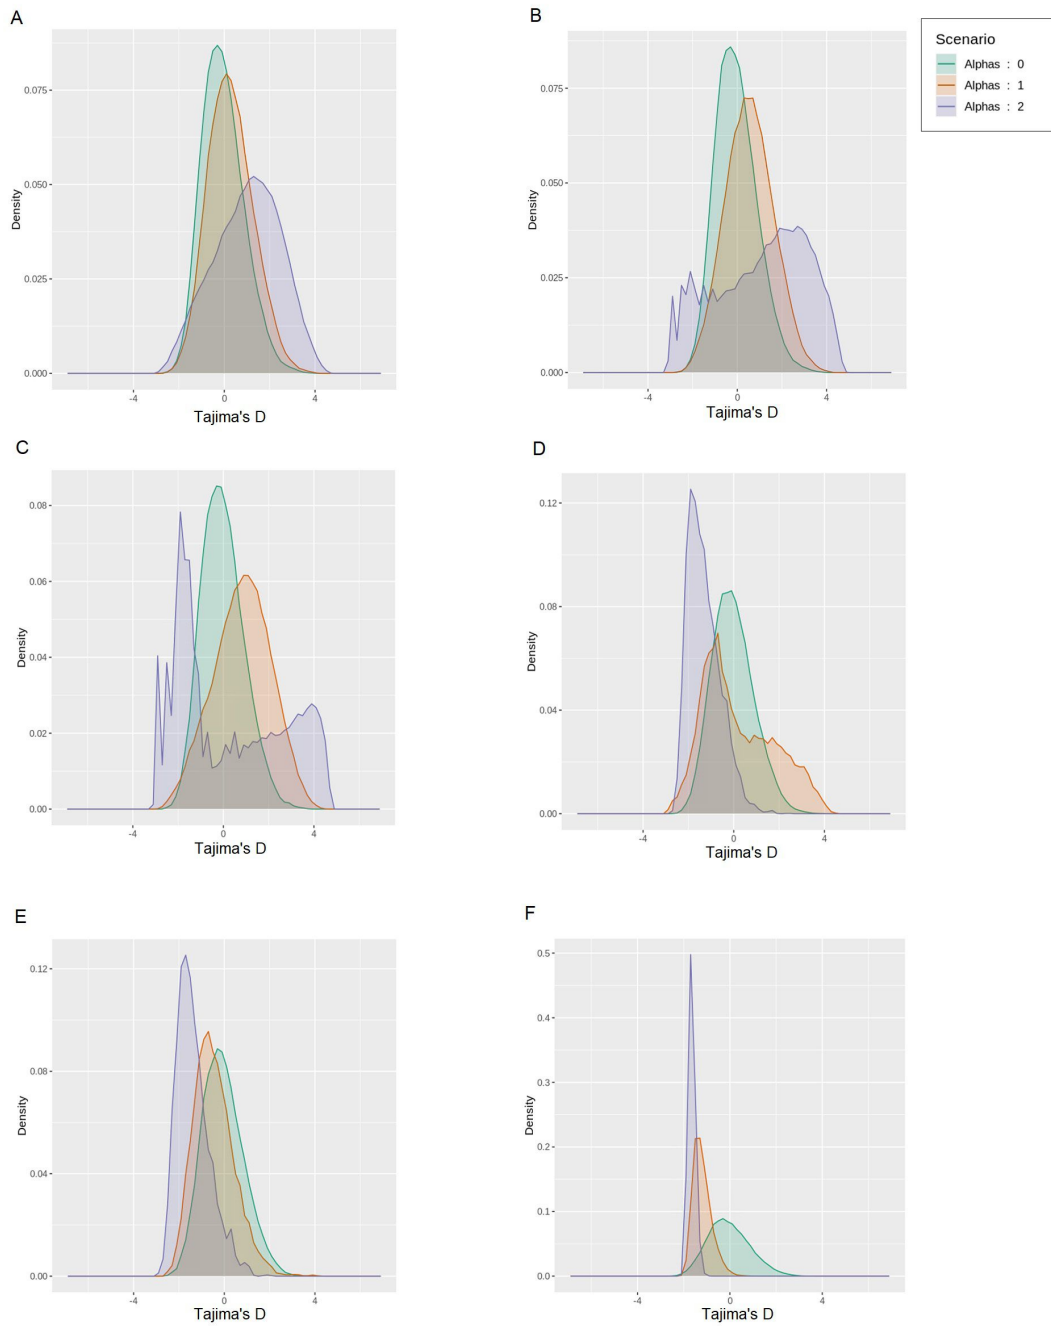 A
0.075-
0.050-
0.025-
0.000-
Density
-4 0 4
Tajima's D
B
0.075-
0.050-
0.025-
0.000-
Density
-4 0 4
Tajima's D
Scenario
Alphas : 0
Alphas : 1
Alphas : 2
C
0.08-
0.06-
0.04-
0.02-
0.00-
Density
-4 0 4
Tajima's D
D
0.12-
0.08-
0.04-
0.00-
Density
-4 0 4
Tajima's D
E
0.12-
0.08-
0.04-
0.00-
Density
-4 0 4
Tajima's D
F
0.5-
0.4-
0.3-
0.2-
0.1-
0.0-
Density
-4 0 4
Tajima's D